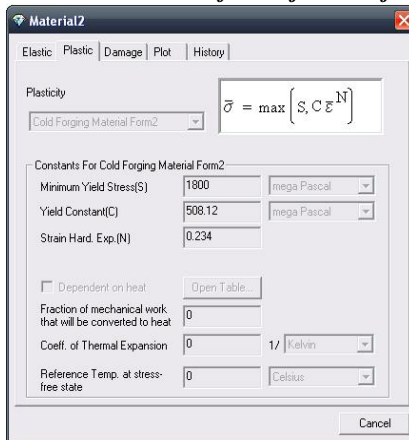 Material2
Elastic Plastic Damage Plot History
Plasticity
Cold Forging Material Form2
σ̄ = max (S, C ε̄^N)
Constants For Cold Forging Material Form2
Minimum Yield Stress(S) 1800 mega Pascal
Yield Constant(C) 508.12 mega Pascal
Strain Hard. Exp.(N) 0.234
Dependent on heat Open Table...
Fraction of mechanical work
that will be converted to heat 0
Coeff. of Thermal Expansion 0 1/ Kelvin
Reference Temp. at stress-
free state 0 Celsius
Cancel